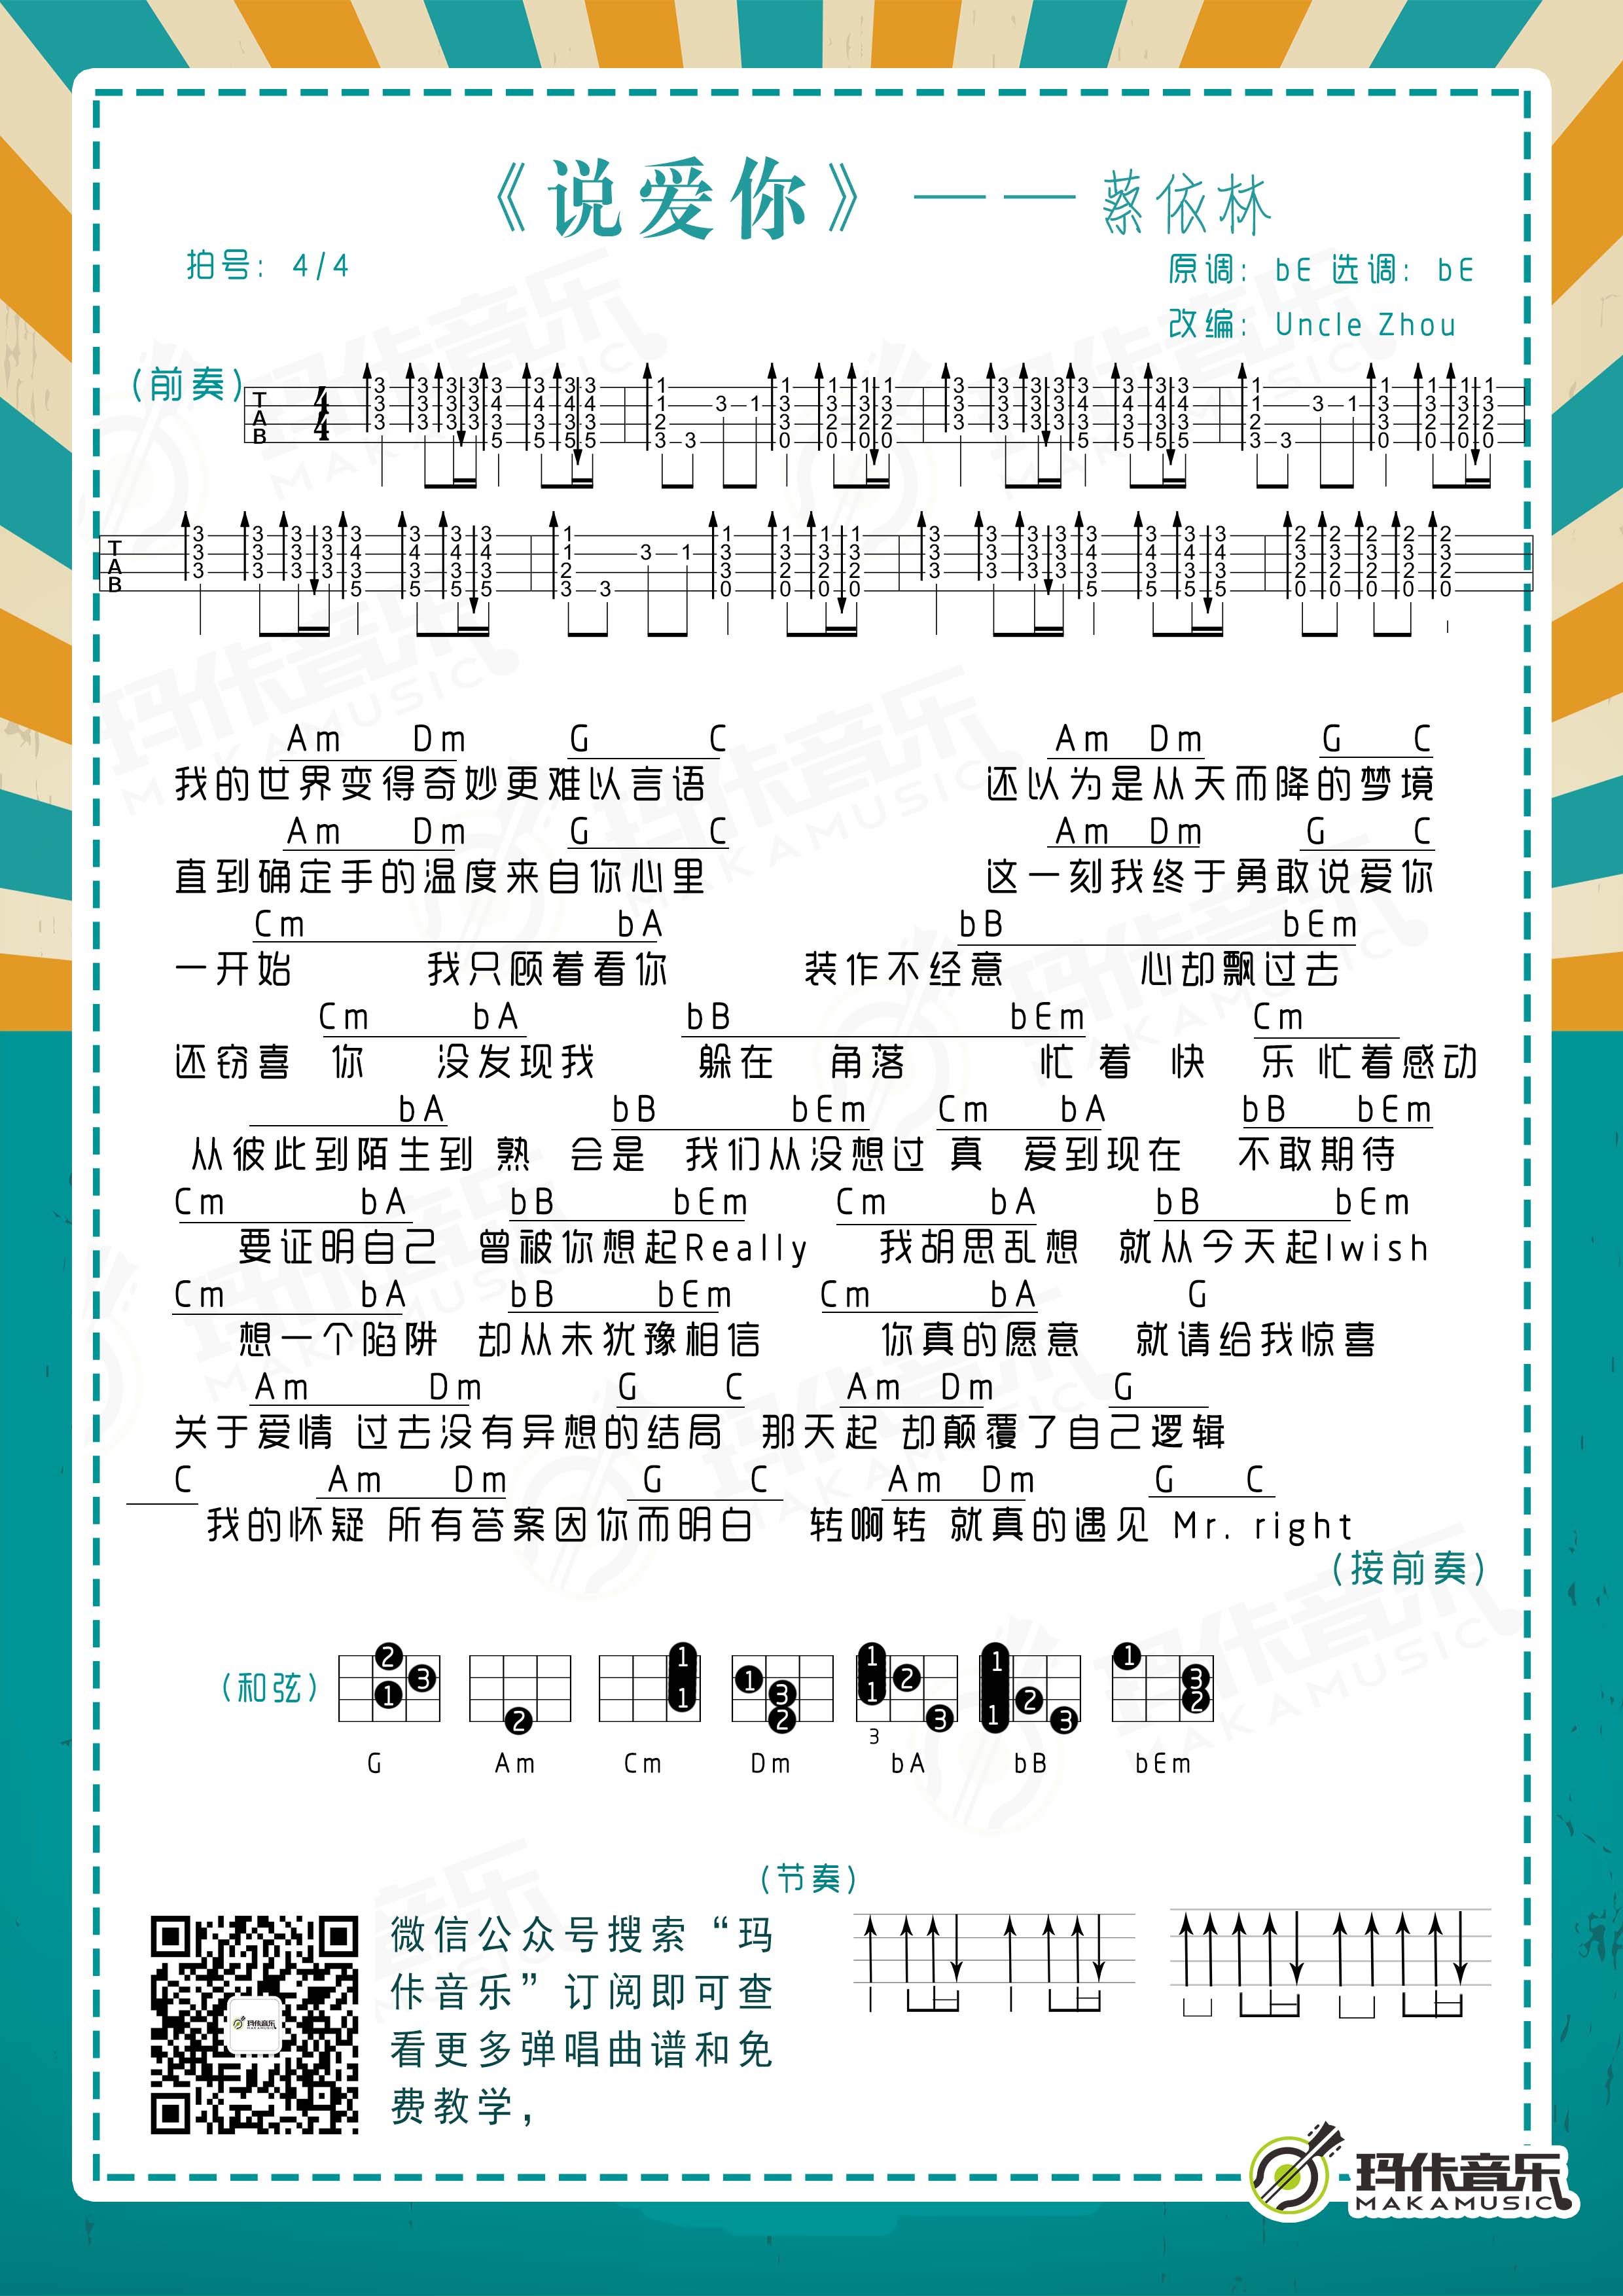 《说爱你》——蔡依林
拍号：4/4
原调：bE 选调：bE
改编：Uncle Zhou
(前奏)
Am Dm G C Am Dm G C
我的世界变得奇妙更难以言语 还以为是从天而降的梦境
Am Dm G C Am Dm G C
直到确定手的温度来自你心里 这一刻我终于勇敢说爱你
Cm bA bB bEm
一开始 我只顾着看你 装作不经意 心却飘过去
Cm bA bB bEm Cm
还窃喜 你 没发现我 躲在 角落 忙 着 快 乐 忙着感动
bA bB bEm Cm bA bB bEm
从彼此到陌生到 熟 会是 我们从没想过 真 爱到现在 不敢期待
Cm bA bB bEm Cm bA bB bEm
要证明自己 曾被你想起Really 我胡思乱想 就从今天起Iwish
Cm bA bB bEm Cm bA G
想一个陷阱 却从未犹豫相信 你真的愿意 就请给我惊喜
Am Dm G C Am Dm G
关于爱情 过去没有异想的结局 那天起 却颠覆了自己逻辑
C Am Dm G C Am Dm G C
我的怀疑 所有答案因你而明白 转啊转 就真的遇见 Mr. right
(接前奏)
(和弦)
3
G Am Cm Dm bA bB bEm
(节奏)
微信公众号搜索“玛
佧音乐”订阅即可查
看更多弹唱曲谱和免
费教学，
玛佧音乐
MAKAMUSIC